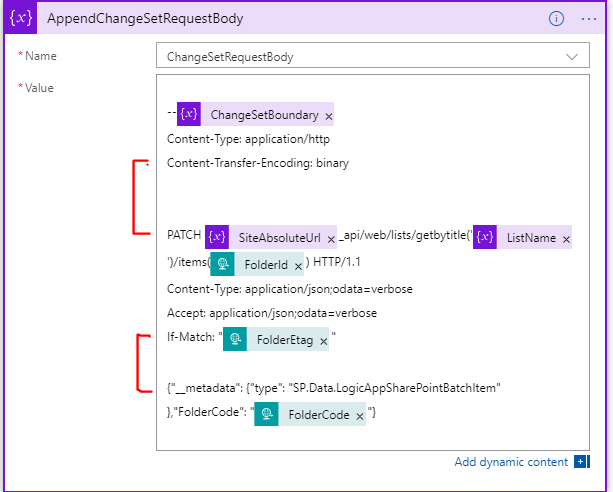 {x} AppendChangeSetRequestBody
* Name ChangeSetRequestBody
* Value
--{x} ChangeSetBoundary ×
Content-Type: application/http
Content-Transfer-Encoding: binary
PATCH {x} SiteAbsoluteUrl × _api/web/lists/getbytitle('{x} ListName ×
')/items( FolderId × ) HTTP/1.1
Content-Type: application/json;odata=verbose
Accept: application/json;odata=verbose
If-Match: " FolderEtag × "
{"__metadata": {"type": "SP.Data.LogicAppSharePointBatchItem"
},"FolderCode": " FolderCode × "}
Add dynamic content